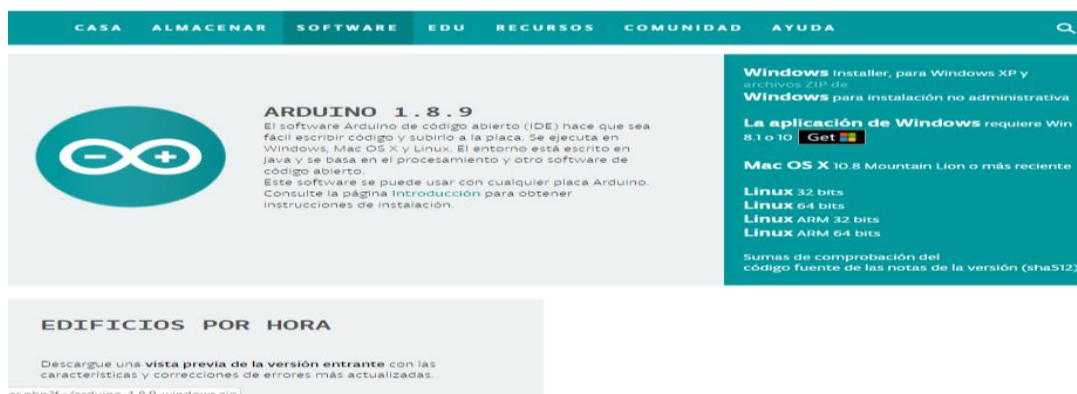 CASA ALMACENAR SOFTWARE EDU RECURSOS COMUNIDAD AYUDA
ARDUINO 1.8.9
El software Arduino de código abierto (IDE) hace que sea
fácil escribir código y subirlo a la placa. Se ejecuta en
Windows, Mac OS X y Linux. El entorno está escrito en
Java y se basa en el procesamiento y otro software de
código abierto.
Este software se puede usar con cualquier placa Arduino.
Consulte la página Introducción para obtener
instrucciones de instalación.
Windows Installer, para Windows XP y
archivos ZIP de
Windows para instalación no administrativa
La aplicación de Windows requiere Win
8.1 o 10 Get
Mac OS X 10.8 Mountain Lion o más reciente
Linux 32 bits
Linux 64 bits
Linux ARM 32 bits
Linux ARM 64 bits
Sumas de comprobación del
código fuente de las notas de la versión (sha512)
EDIFICIOS POR HORA
Descargue una vista previa de la versión entrante con las
características y correcciones de errores más actualizadas.